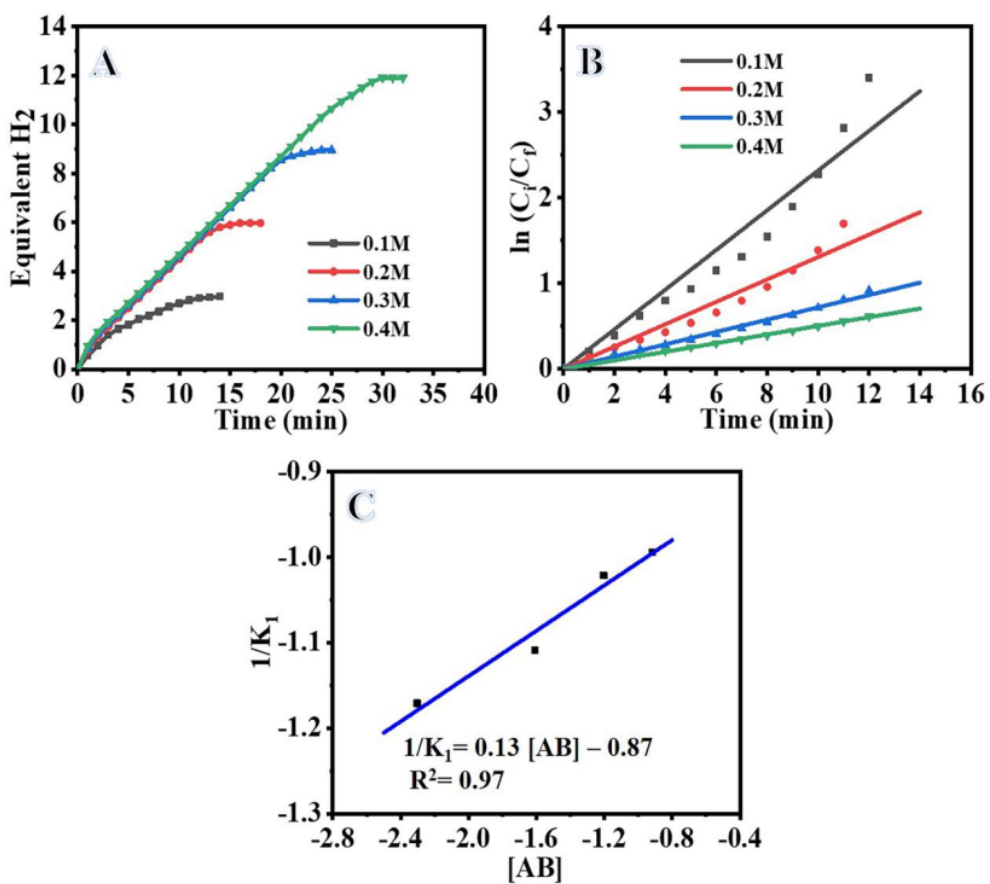 A
Equivalent H2
14
12
10
8
6
4
2
0
0 5 10 15 20 25 30 35 40
Time (min)
0.1M
0.2M
0.3M
0.4M
B
ln (Ci/Cf)
4
3
2
1
0
0 2 4 6 8 10 12 14 16
Time (min)
0.1M
0.2M
0.3M
0.4M
C
1/K1
-0.9
-1.0
-1.1
-1.2
-1.3
-2.8 -2.4 -2.0 -1.6 -1.2 -0.8 -0.4
[AB]
1/K1= 0.13 [AB] – 0.87
R2= 0.97